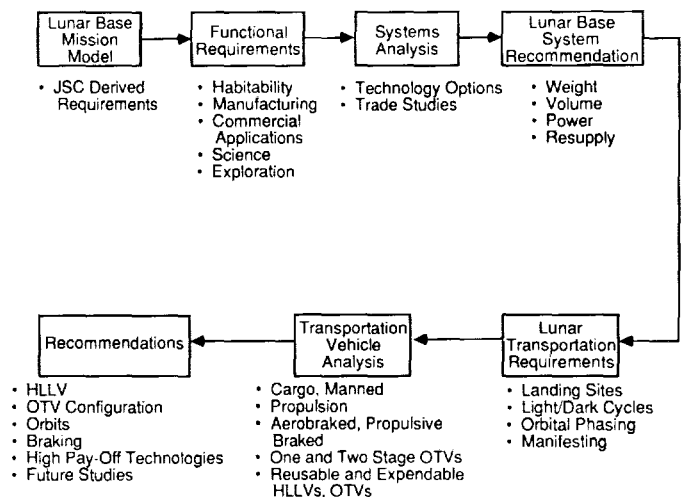 Lunar Base
Mission
Model
• JSC Derived
Requirements
Functional
Requirements
• Habitability
• Manufacturing
• Commercial
Applications
• Science
• Exploration
Systems
Analysis
• Technology Options
• Trade Studies
Lunar Base
System
Recommendation
• Weight
• Volume
• Power
• Resupply
Lunar
Transportation
Requirements
• Landing Sites
• Light/Dark Cycles
• Orbital Phasing
• Manifesting
Transportation
Vehicle
Analysis
• Cargo, Manned
• Propulsion
• Aerobraked, Propulsive
Braked
• One and Two Stage OTVs
• Reusable and Expendable
HLLVs, OTVs
Recommendations
• HLLV
• OTV Configuration
• Orbits
• Braking
• High Pay-Off Technologies
• Future Studies